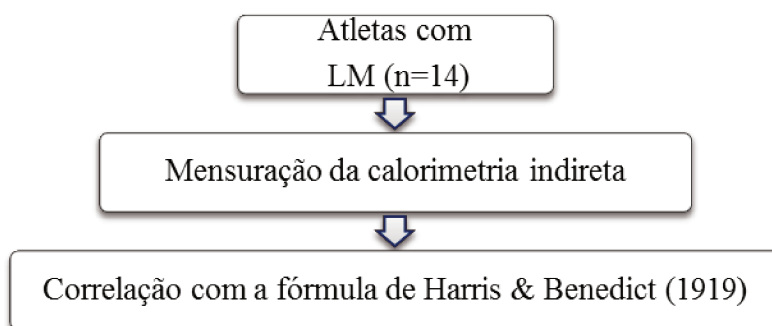 Atletas com
LM (n=14)
Mensuração da calorimetria indireta
Correlação com a fórmula de Harris & Benedict (1919)